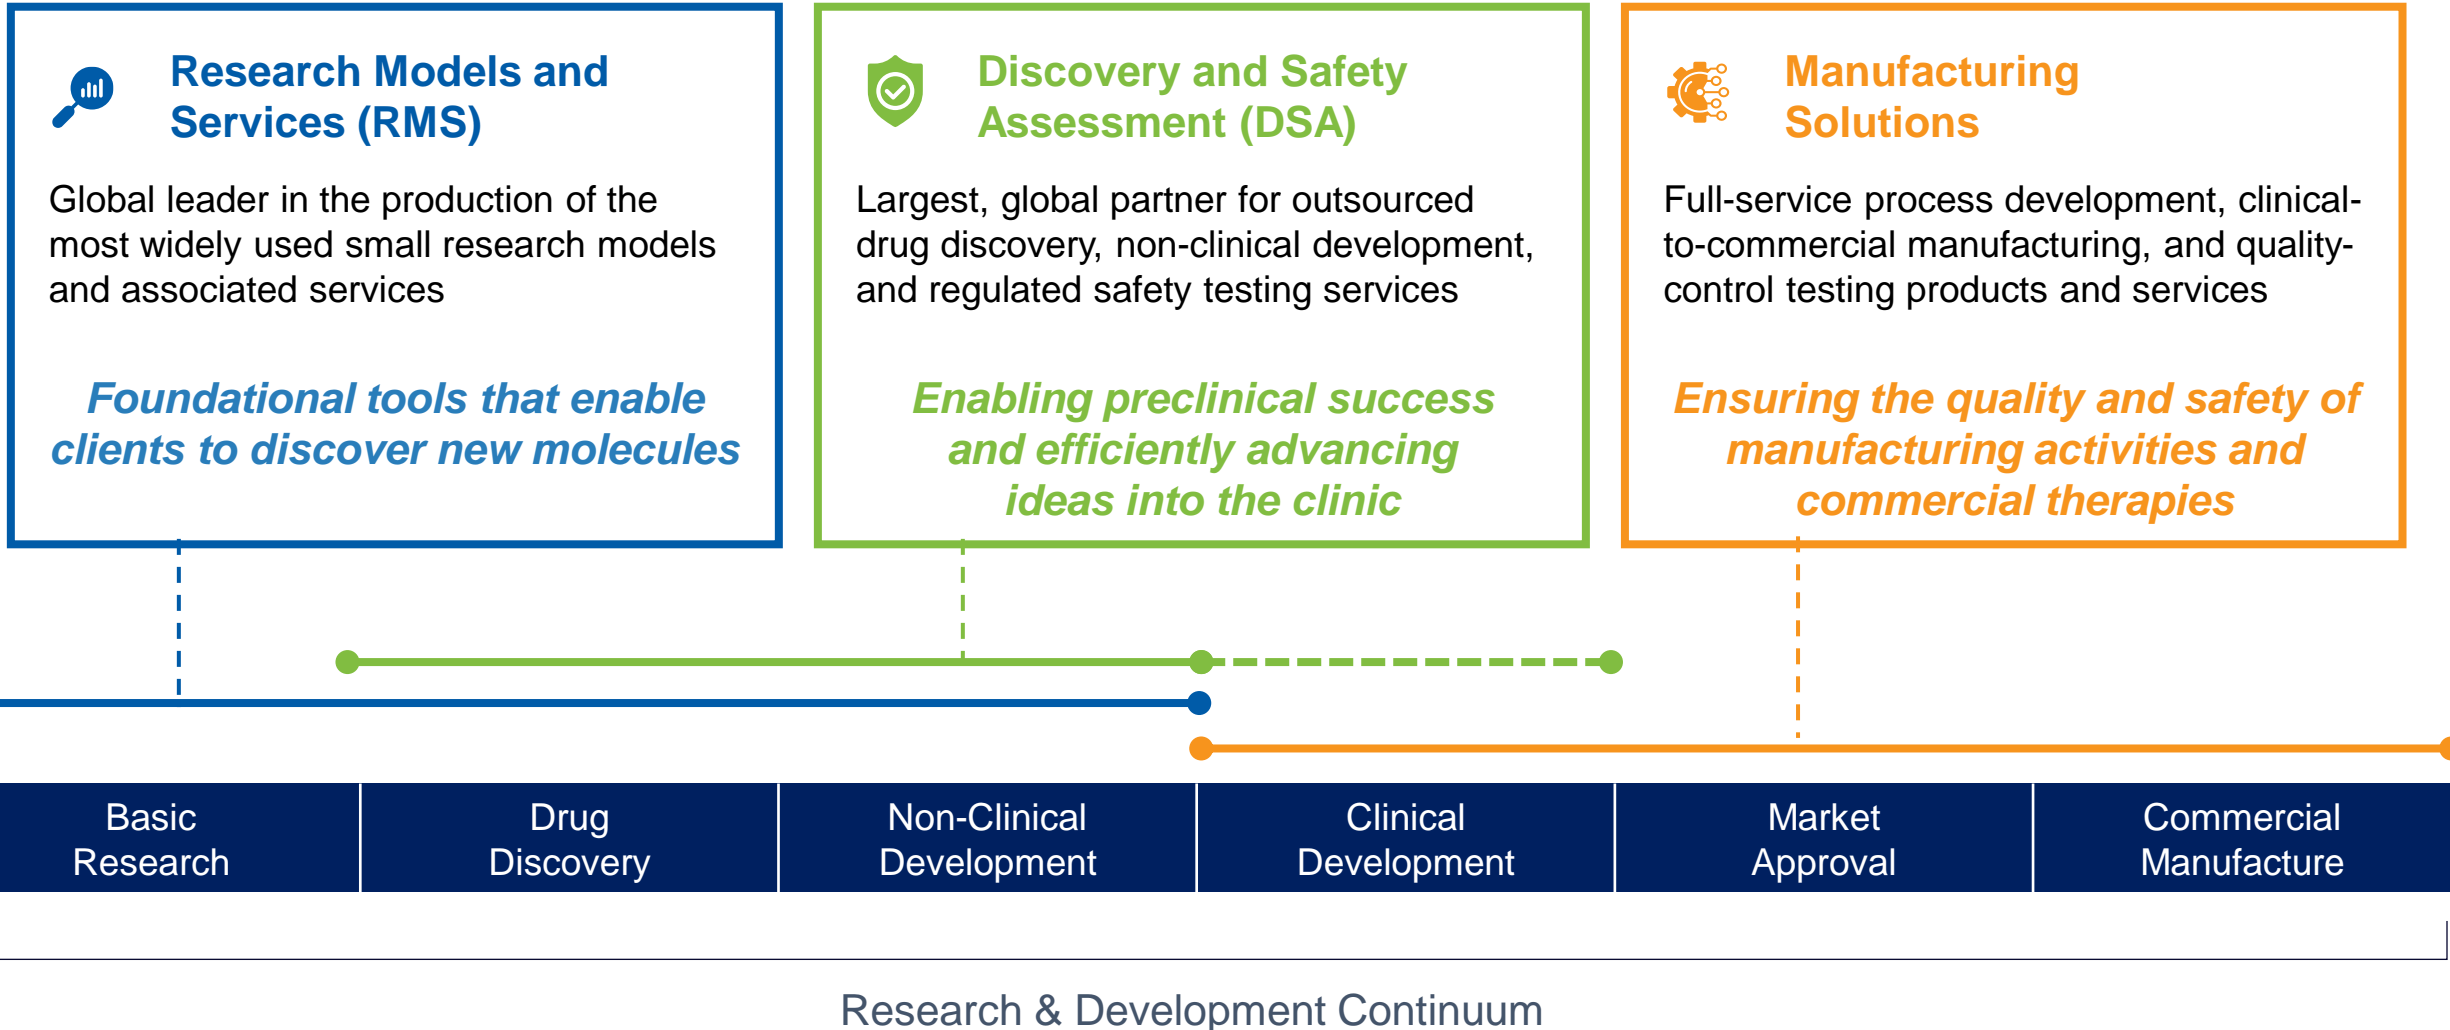 Research Models and
Services (RMS)
Global leader in the production of the
most widely used small research models
and associated services
Foundational tools that enable
clients to discover new molecules
Discovery and Safety
Assessment (DSA)
Largest, global partner for outsourced
drug discovery, non-clinical development,
and regulated safety testing services
Enabling preclinical success
and efficiently advancing
ideas into the clinic
Manufacturing
Solutions
Full-service process development, clinical-
to-commercial manufacturing, and quality-
control testing products and services
Ensuring the quality and safety of
manufacturing activities and
commercial therapies
Basic
Research
Drug
Discovery
Non-Clinical
Development
Clinical
Development
Market
Approval
Commercial
Manufacture
Research & Development Continuum